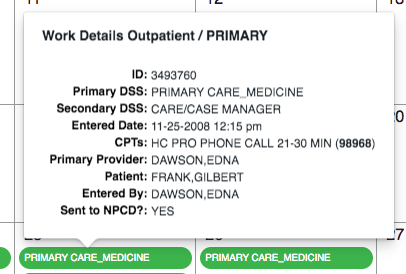 11
12
13
Work Details Outpatient / PRIMARY
ID: 3493760
Primary DSS: PRIMARY CARE_MEDICINE
Secondary DSS: CARE/CASE MANAGER
Entered Date: 11-25-2008 12:15 pm
CPTs: HC PRO PHONE CALL 21-30 MIN (98968)
Primary Provider: DAWSON,EDNA
Patient: FRANK,GILBERT
Entered By: DAWSON,EDNA
Sent to NPCD?: YES
20
27
PRIMARY CARE_MEDICINE
PRIMARY CARE_MEDICINE